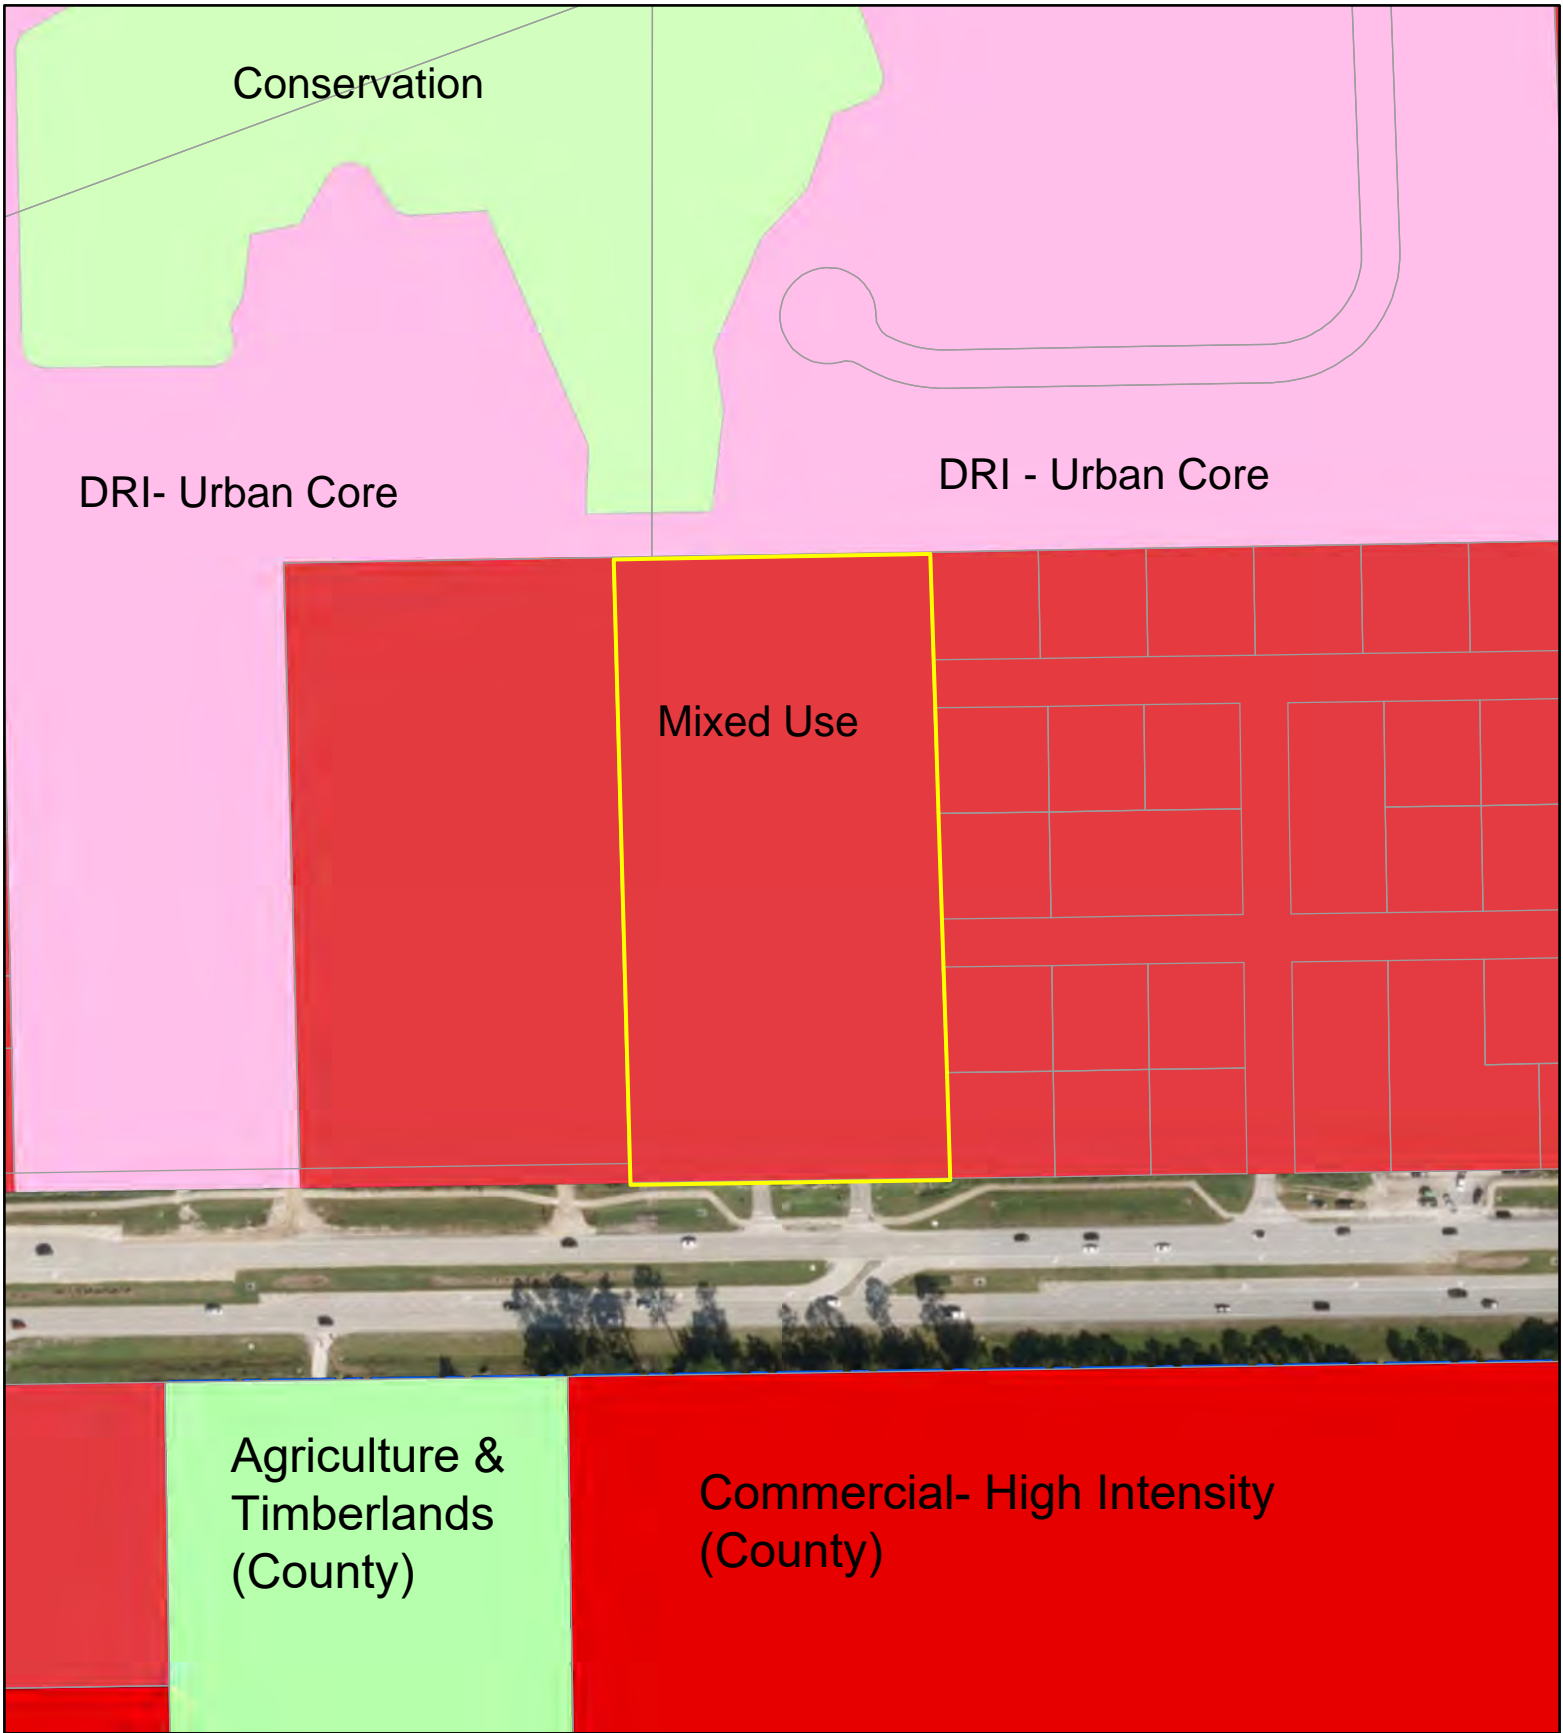 Conservation
DRI- Urban Core
DRI - Urban Core
Mixed Use
Agriculture &
Timberlands
(County)
Commercial- High Intensity
(County)